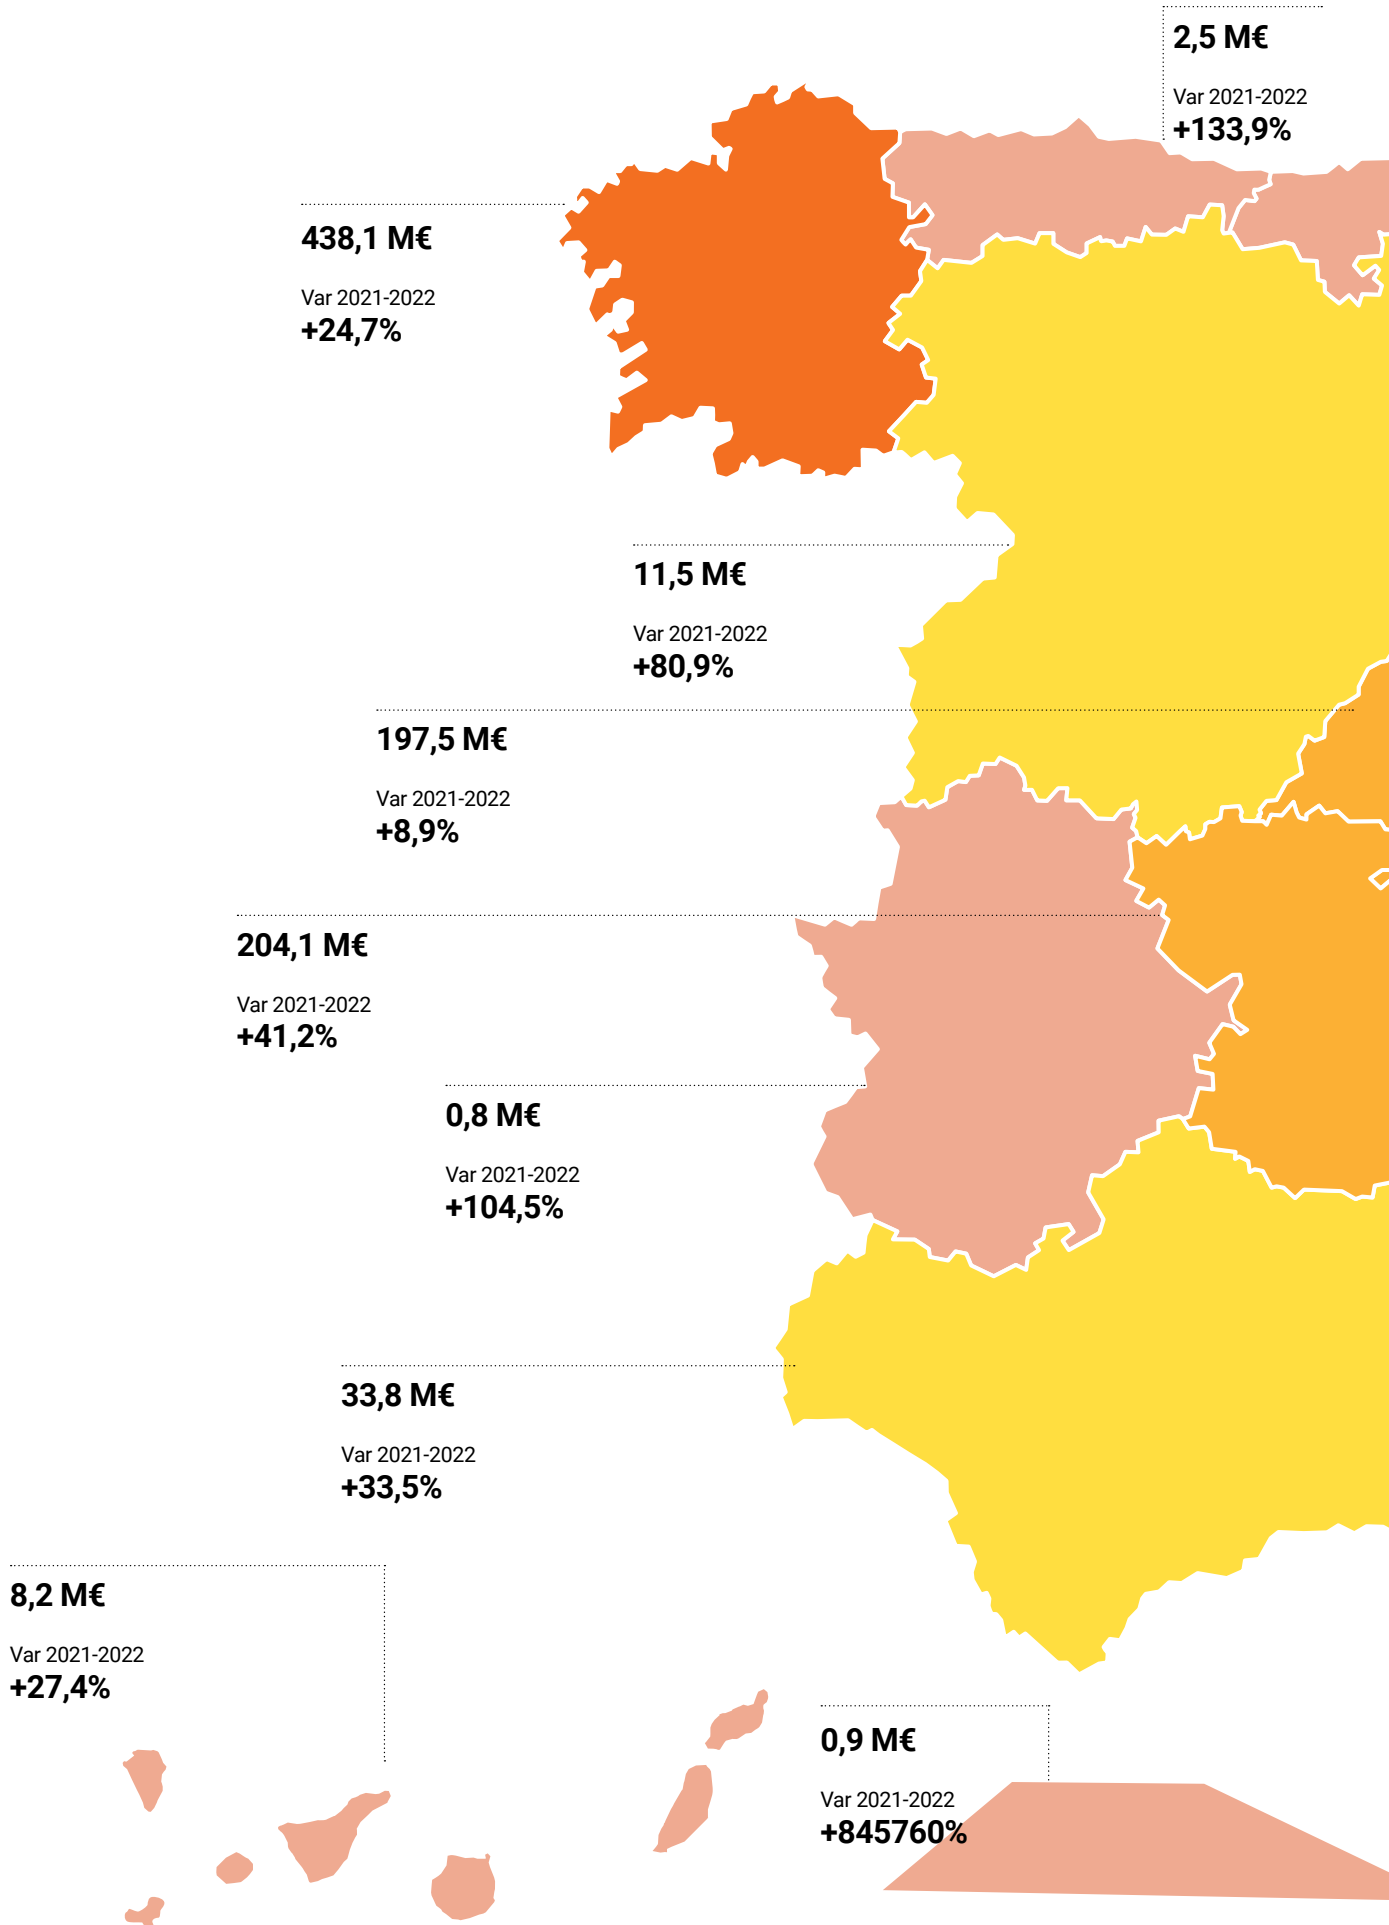 2,5 M€
Var 2021-2022
+133,9%
438,1 M€
Var 2021-2022
+24,7%
11,5 M€
Var 2021-2022
+80,9%
197,5 M€
Var 2021-2022
+8,9%
204,1 M€
Var 2021-2022
+41,2%
0,8 M€
Var 2021-2022
+104,5%
33,8 M€
Var 2021-2022
+33,5%
8,2 M€
Var 2021-2022
+27,4%
0,9 M€
Var 2021-2022
+845760%